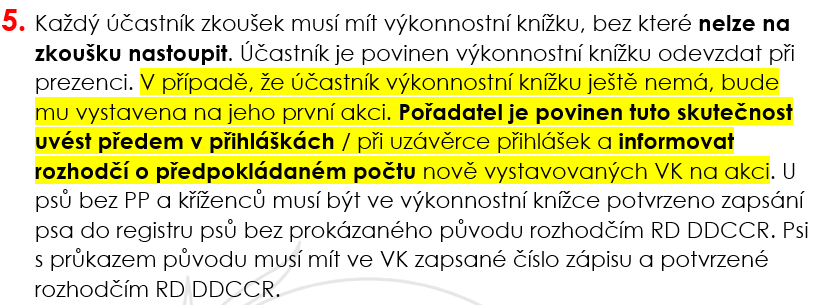 5. Každý účastník zkoušek musí mít výkonnostní knížku, bez které nelze na
zkoušku nastoupit. Účastník je povinen výkonnostní knížku odevzdat při
prezenci. V případě, že účastník výkonnostní knížku ještě nemá, bude
mu vystavena na jeho první akci. Pořadatel je povinen tuto skutečnost
uvést předem v přihláškách / při uzávěrce přihlášek a informovat
rozhodčí o předpokládaném počtu nově vystavovaných VK na akci. U
psů bez PP a kříženců musí být ve výkonnostní knížce potvrzeno zapsání
psa do registru psů bez prokázaného původu rozhodčím RD DDCCR. Psi
s průkazem původu musí mít ve VK zapsané číslo zápisu a potvrzené
rozhodčím RD DDCCR.